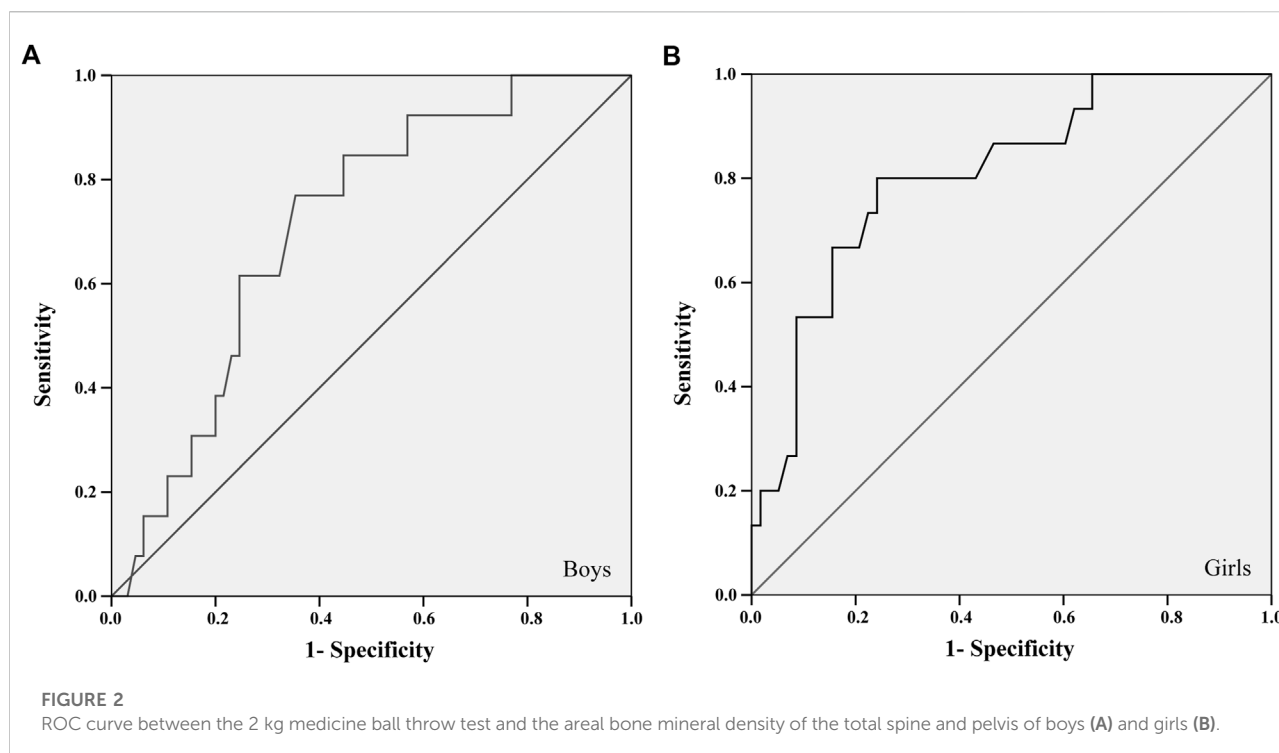 A
B
1.0
0.8
0.6
0.4
0.2
0.0
Sensitivity
0.0 0.2 0.4 0.6 0.8 1.0
1- Specificity
Boys
1.0
0.8
0.6
0.4
0.2
0.0
Sensitivity
0.0 0.2 0.4 0.6 0.8 1.0
1- Specificity
Girls
FIGURE 2
ROC curve between the 2 kg medicine ball throw test and the areal bone mineral density of the total spine and pelvis of boys (A) and girls (B).